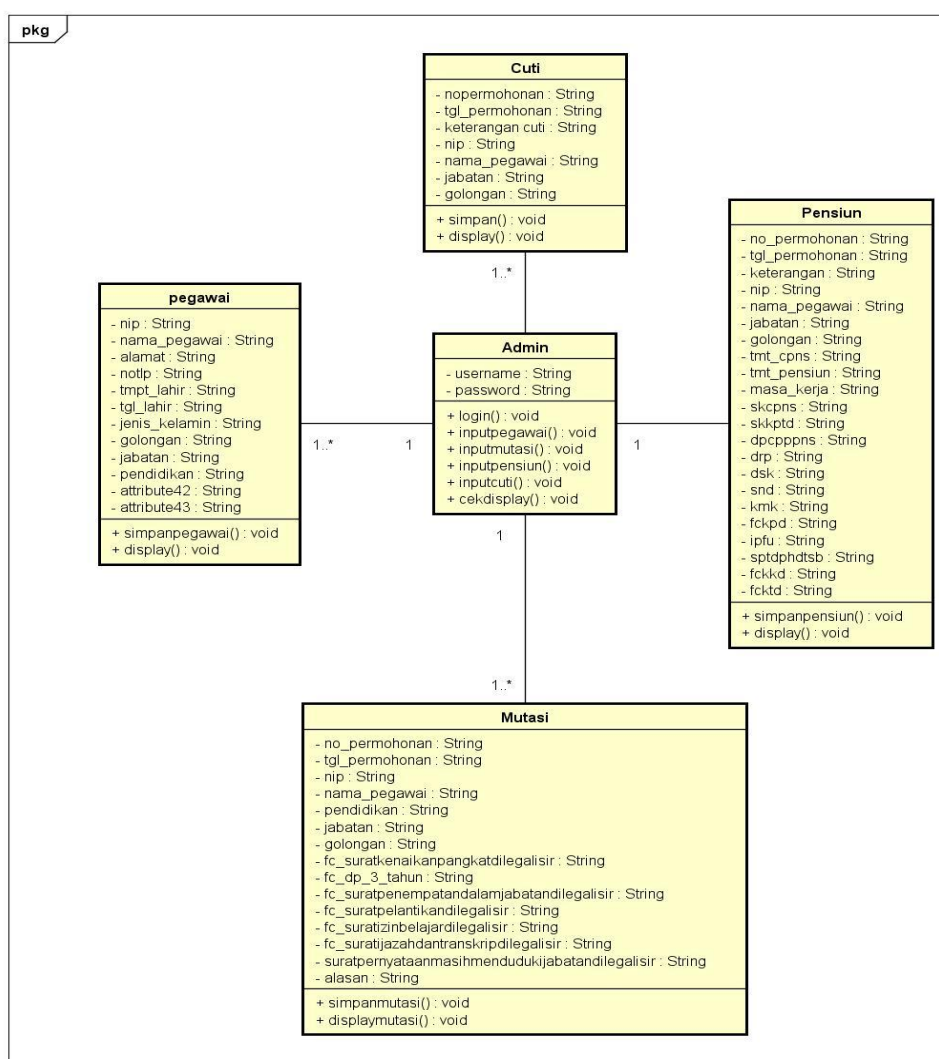 pkg
Cuti
- nopermohonan : String
- tgl_permohonan : String
- keterangan cuti : String
- nip : String
- nama_pegawai : String
- jabatan : String
- golongan : String
+ simpan() : void
+ display() : void
1..*
Pensiun
- no_permohonan : String
- tgl_permohonan : String
- keterangan : String
- nip : String
- nama_pegawai : String
- jabatan : String
- golongan : String
- tmt_cpns : String
- tmt_pensiun : String
- masa_kerja : String
- skcpns : String
- skkptd : String
- dpcpppns : String
- drp : String
- dsk : String
- snd : String
- kmk : String
- fckpd : String
- ipfu : String
- sptdphdtsb : String
- fckkd : String
- fcktd : String
+ simpanpensiun() : void
+ display() : void
pegawai
- nip : String
- nama_pegawai : String
- alamat : String
- notlp : String
- tmpt_lahir : String
- tgl_lahir : String
- jenis_kelamin : String
- golongan : String
- jabatan : String
- pendidikan : String
- attribute42 : String
- attribute43 : String
+ simpanpegawai() : void
+ display() : void
1..*
1
Admin
- username : String
- password : String
+ login() : void
+ inputpegawai() : void
+ inputmutasi() : void
+ inputpensiun() : void
+ inputcuti() : void
+ cekdisplay() : void
1
1
1..*
Mutasi
- no_permohonan : String
- tgl_permohonan : String
- nip : String
- nama_pegawai : String
- pendidikan : String
- jabatan : String
- golongan : String
- fc_suratkenaikanpangkatdilegalisir : String
- fc_dp_3_tahun : String
- fc_suratpenempatandalamjabatandilegalisir : String
- fc_suratpelantikandilegalisir : String
- fc_suratizinbelajardilegalisir : String
- fc_suratijazahdantranskripdilegalisir : String
- suratpernyataanmasihmendudukijabatandilegalisir : String
- alasan : String
+ simpanmutasi() : void
+ displaymutasi() : void